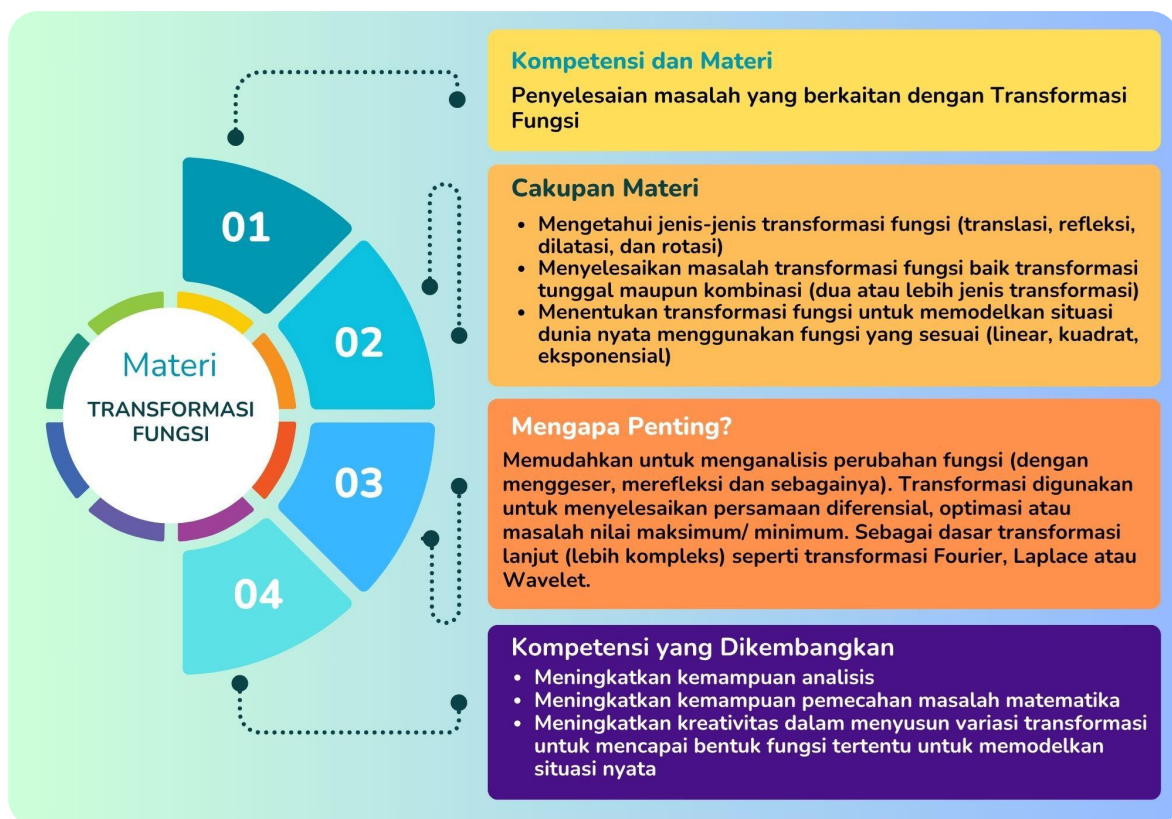 Kompetensi dan Materi
Penyelesaian masalah yang berkaitan dengan Transformasi
Fungsi
01
Cakupan Materi
• Mengetahui jenis-jenis transformasi fungsi (translasi, refleksi,
dilatasi, dan rotasi)
• Menyelesaikan masalah transformasi fungsi baik transformasi
tunggal maupun kombinasi (dua atau lebih jenis transformasi)
• Menentukan transformasi fungsi untuk memodelkan situasi
dunia nyata menggunakan fungsi yang sesuai (linear, kuadrat,
eksponensial)
02
Materi
TRANSFORMASI
FUNGSI
03
Mengapa Penting?
Memudahkan untuk menganalisis perubahan fungsi (dengan
menggeser, merefleksi dan sebagainya). Transformasi digunakan
untuk menyelesaikan persamaan diferensial, optimasi atau
masalah nilai maksimum/ minimum. Sebagai dasar transformasi
lanjut (lebih kompleks) seperti transformasi Fourier, Laplace atau
Wavelet.
04
Kompetensi yang Dikembangkan
• Meningkatkan kemampuan analisis
• Meningkatkan kemampuan pemecahan masalah matematika
• Meningkatkan kreativitas dalam menyusun variasi transformasi
untuk mencapai bentuk fungsi tertentu untuk memodelkan
situasi nyata